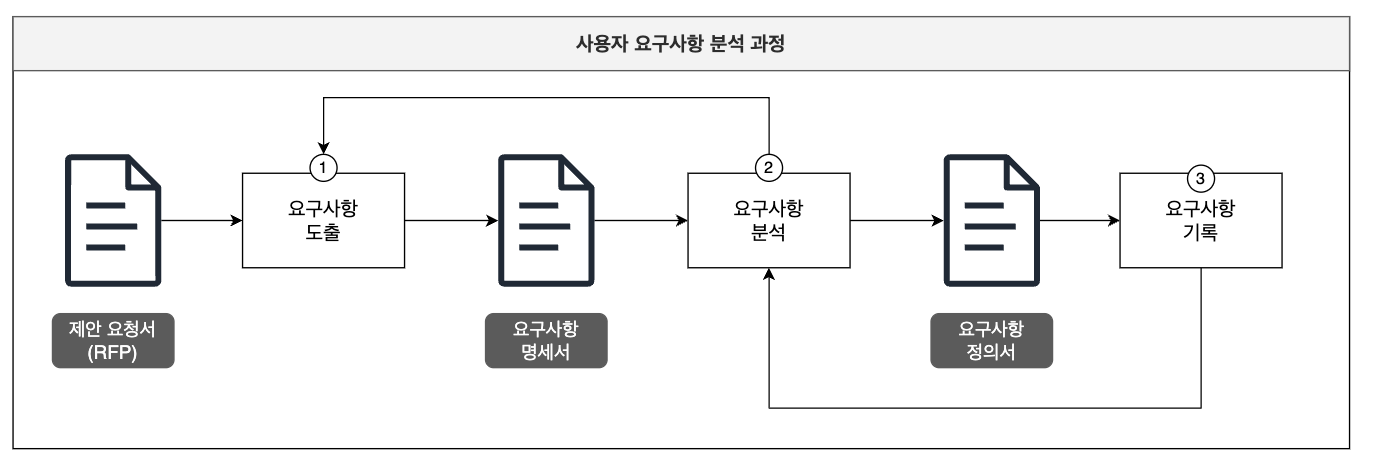 사용자 요구사항 분석 과정
1
요구사항
도출
2
요구사항
분석
3
요구사항
기록
제안 요청서
(RFP)
요구사항
명세서
요구사항
정의서